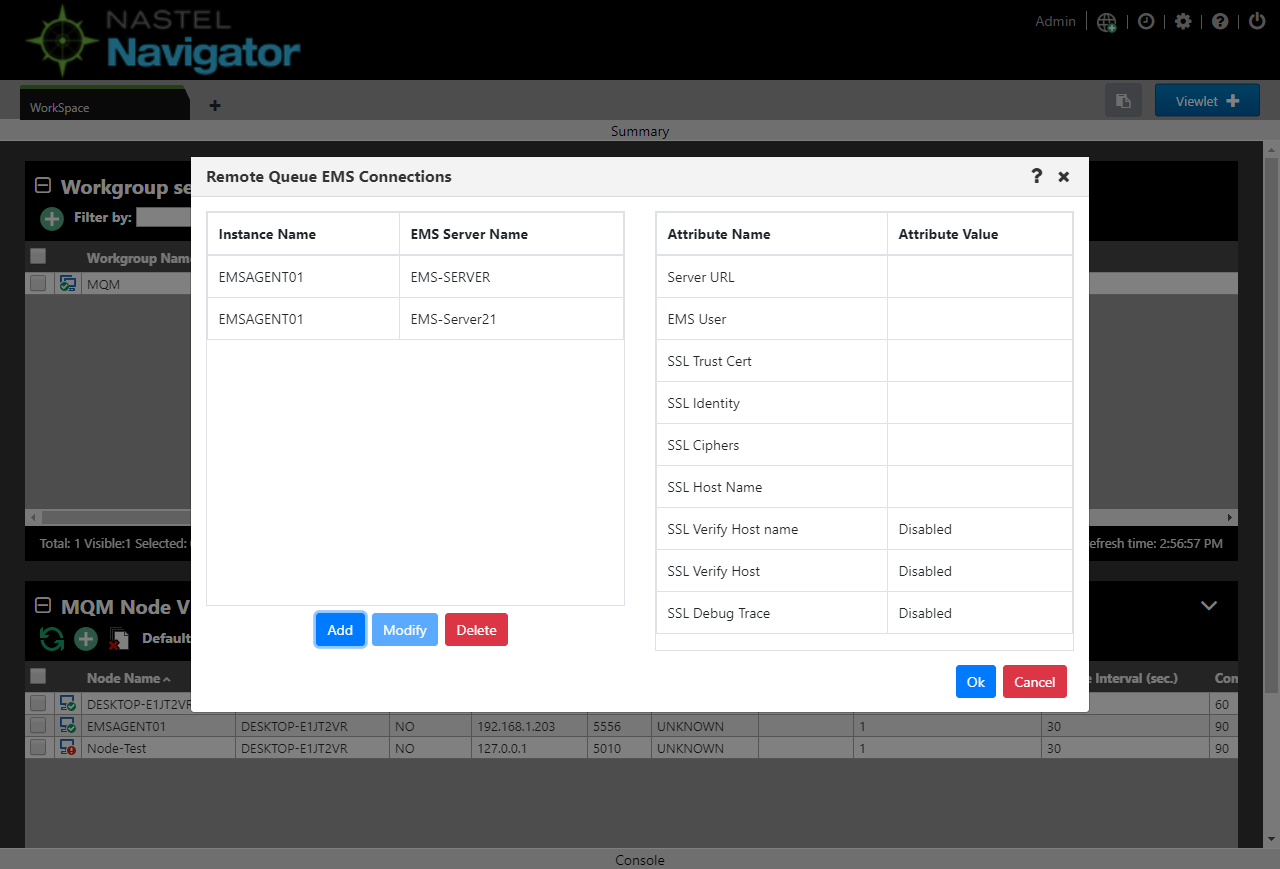 NASTEL
Navigator
Admin
WorkSpace
Viewlet
Summary
Remote Queue EMS Connections
Workgroup se
Filter by:
Workgroup Name
MQM
Instance Name EMS Server Name
EMSAGENT01 EMS-SERVER
EMSAGENT01 EMS-Server21
Attribute Name Attribute Value
Server URL
EMS User
SSL Trust Cert
SSL Identity
SSL Ciphers
SSL Host Name
SSL Verify Host name Disabled
SSL Verify Host Disabled
SSL Debug Trace Disabled
Add Modify Delete
Ok Cancel
Total: 1 Visible:1 Selected:
efresh time: 2:56:57 PM
MQM Node V
Default
Node Name Interval (sec.) Con
DESKTOP-E1JT2VR 60
EMSAGENT01 DESKTOP-E1JT2VR NO 192.168.1.203 5556 UNKNOWN 1 30 90
Node-Test DESKTOP-E1JT2VR NO 127.0.0.1 5010 UNKNOWN 1 30 90
Console